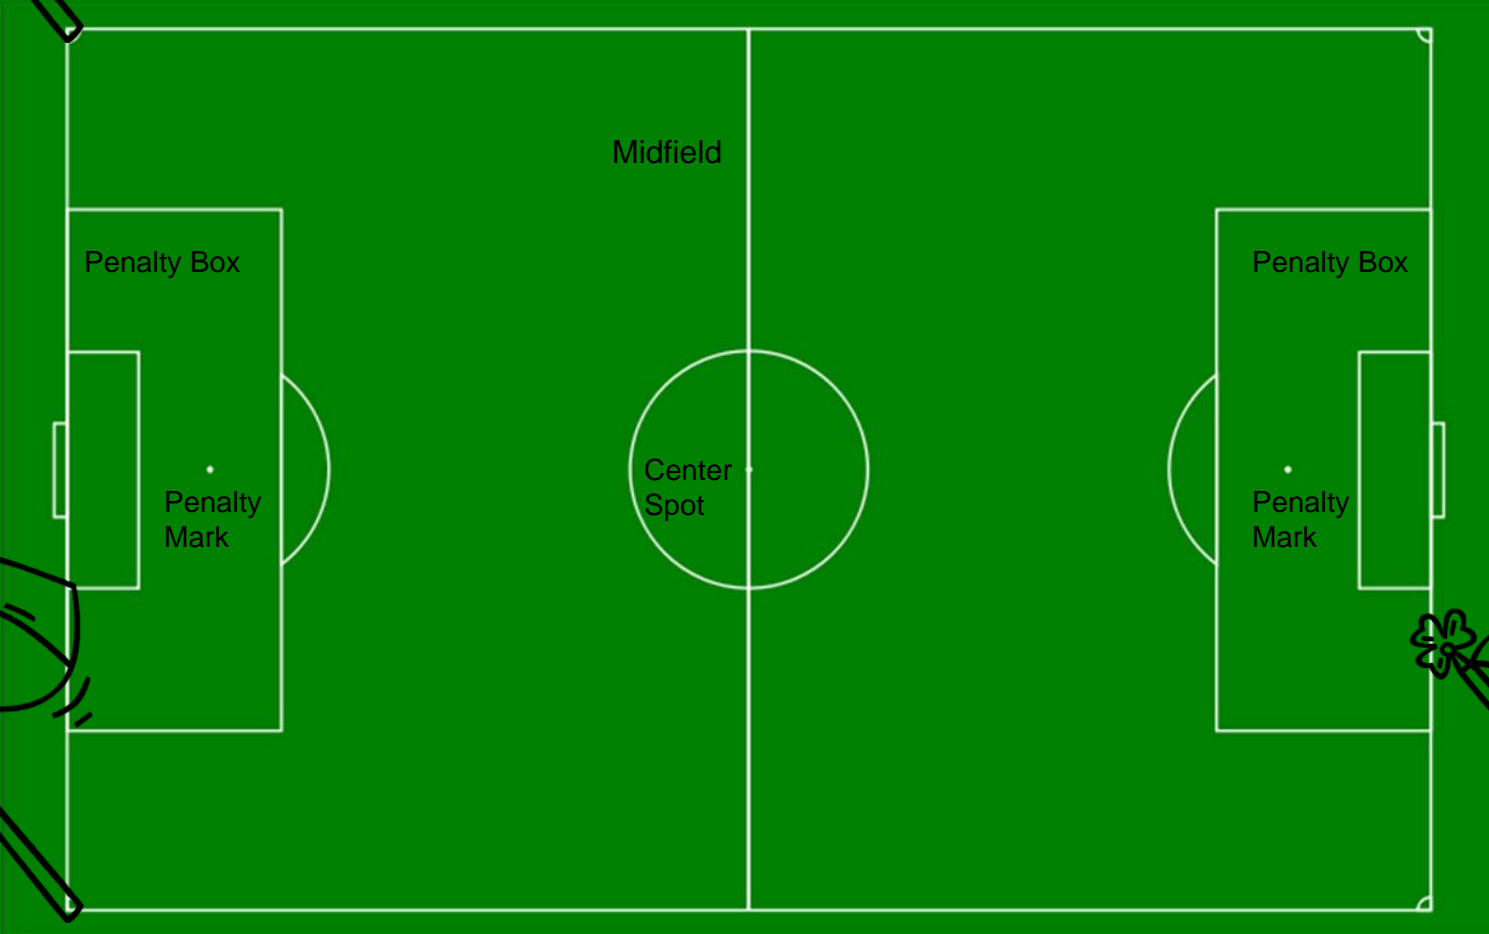 Midfield
Penalty Box
Penalty Box
Center
Spot
Penalty
Mark
Penalty
Mark